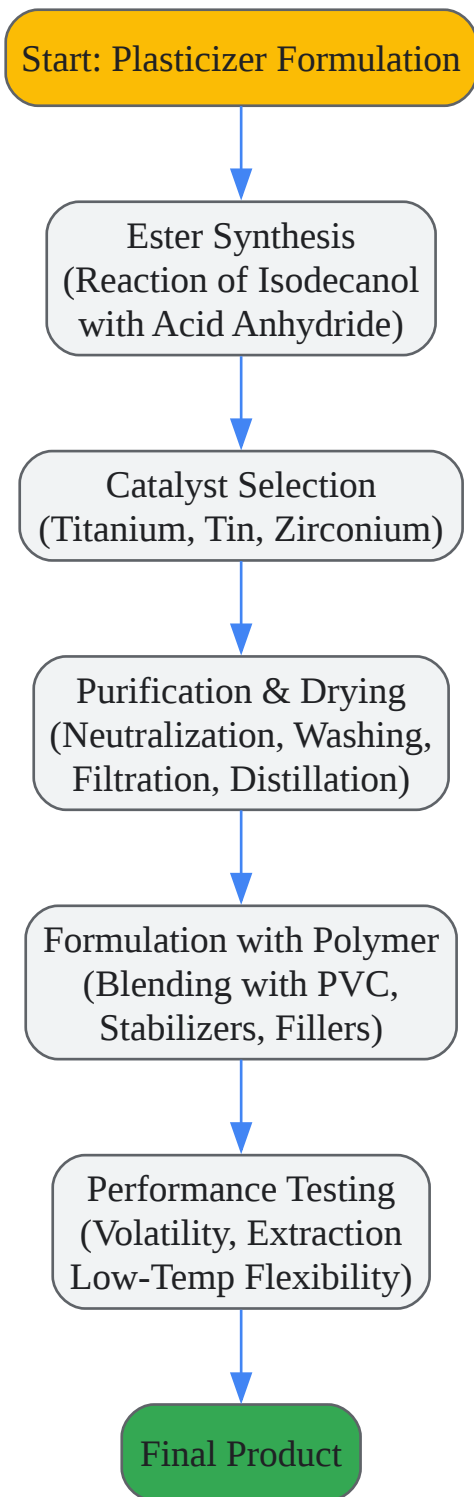 Start: Plasticizer Formulation
Ester Synthesis
(Reaction of Isodecanol
with Acid Anhydride)
Catalyst Selection
(Titanium, Tin, Zirconium)
Purification & Drying
(Neutralization, Washing,
Filtration, Distillation)
Formulation with Polymer
(Blending with PVC,
Stabilizers, Fillers)
Performance Testing
(Volatility, Extraction
Low-Temp Flexibility)
Final Product